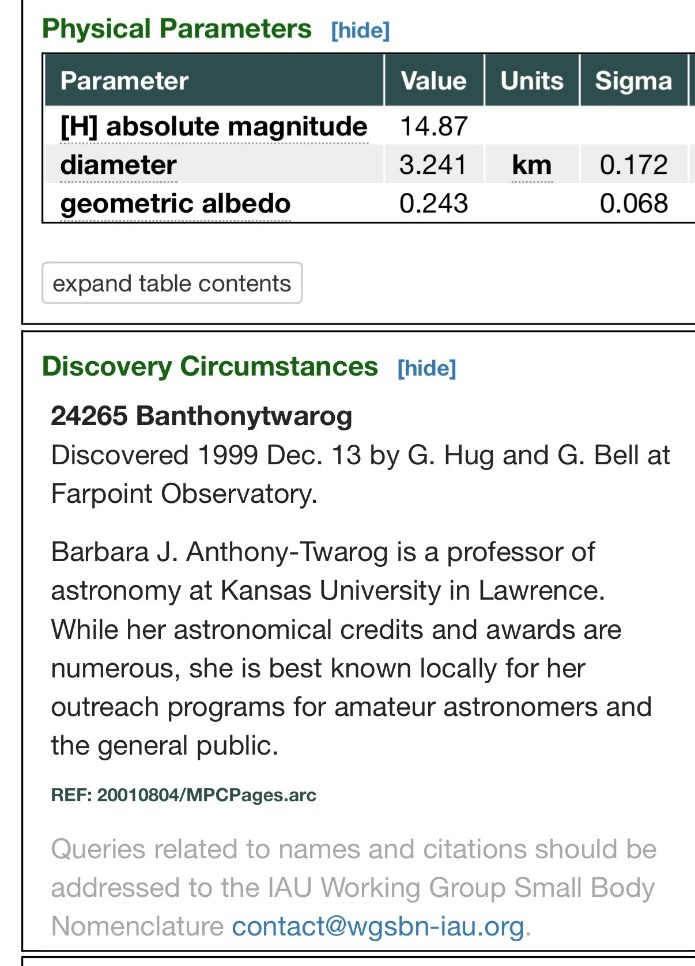 Physical Parameters [hide]
Parameter Value Units Sigma
[H] absolute magnitude 14.87
diameter 3.241 km 0.172
geometric albedo 0.243 0.068
expand table contents
Discovery Circumstances [hide]
24265 Banthonytwarog
Discovered 1999 Dec. 13 by G. Hug and G. Bell at
Farpoint Observatory.
Barbara J. Anthony-Twarog is a professor of
astronomy at Kansas University in Lawrence.
While her astronomical credits and awards are
numerous, she is best known locally for her
outreach programs for amateur astronomers and
the general public.
REF: 20010804/MPCPages.arc
Queries related to names and citations should be
addressed to the IAU Working Group Small Body
Nomenclature contact@wgsbn-iau.org.